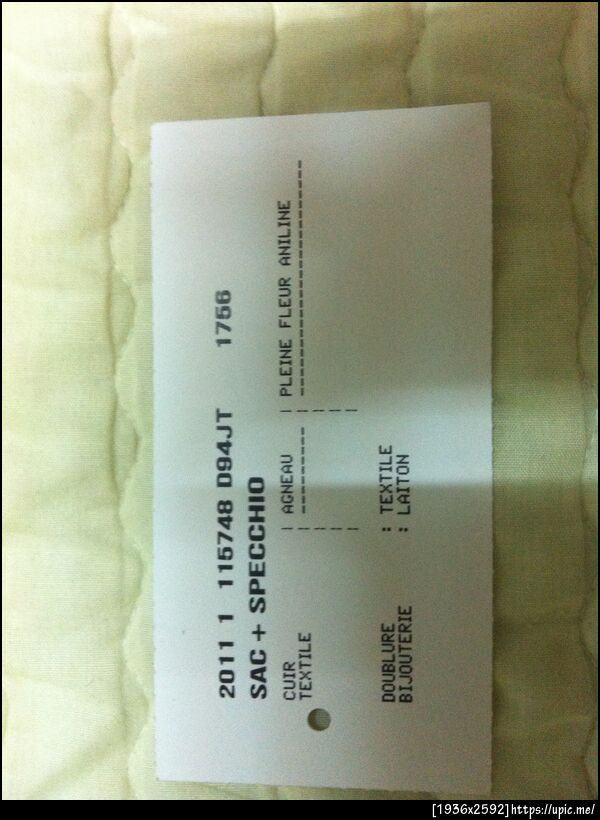 2011 1 115748 D94JT 1756
SAC + SPECCHIO
CUIR | AGNEAU | PLEINE FLEUR ANILINE
TEXTILE | --------- | --------------------------
DOUBLURE : TEXTILE
BIJOUTERIE : LAITON
[1936x2592]https://upic.me/